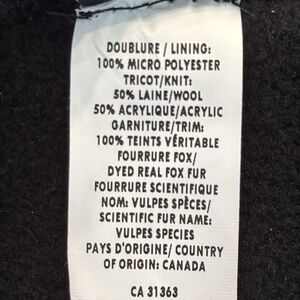 DOUBLURE / LINING:
100% MICRO POLYESTER
TRICOT/KNIT:
50% LAINE/WOOL
50% ACRYLIQUE/ACRYLIC
GARNITURE/TRIM:
100% TEINTS VÉRITABLE
FOURRURE FOX/
DYED REAL FOX FUR
FOURRURE SCIENTIFIQUE
NOM: VULPES SPÈCES/
SCIENTIFIC FUR NAME:
VULPES SPECIES
PAYS D'ORIGINE/ COUNTRY
OF ORIGIN: CANADA
CA 31363